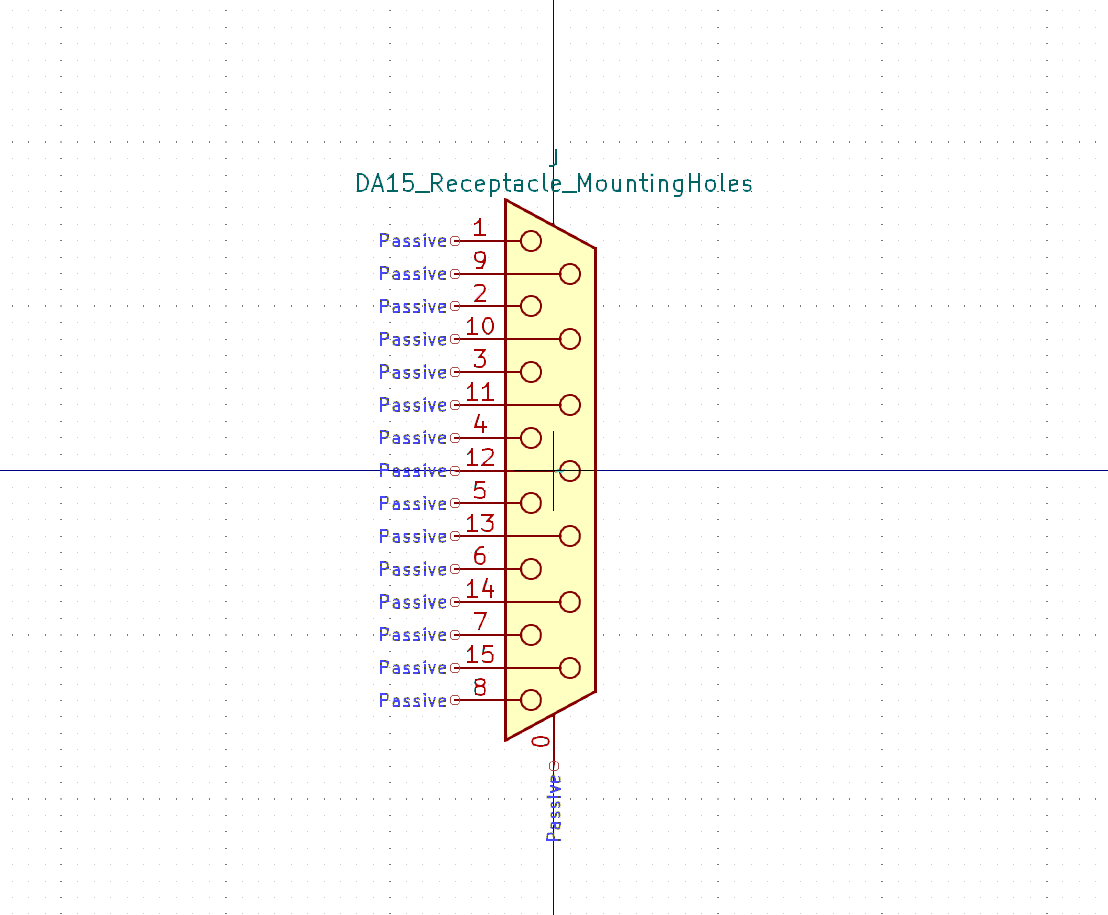 J
DA15_Receptacle_MountingHoles
Passive 1
Passive 9
Passive 2
Passive 10
Passive 3
Passive 11
Passive 4
Passive 12
Passive 5
Passive 13
Passive 6
Passive 14
Passive 7
Passive 15
Passive 8
0
Passive